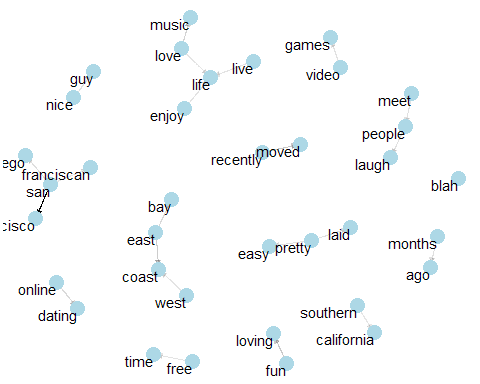 music
love
games
live
guy
life
video
meet
nice
enjoy
people
moved
recently
ego
laugh
franciscan
san
blah
bay
cisco
east
laid
pretty
easy
months
coast
ago
online
west
southern
dating
loving
california
time
free
fun